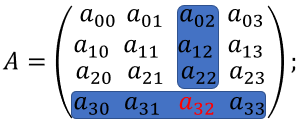 a₀₀ a₀₁ a₀₂ a₀₃
a₁₀ a₁₁ a₁₂ a₁₃
A = ;
a₂₀ a₂₁ a₂₂ a₂₃
a₃₀ a₃₁ a₃₂ a₃₃